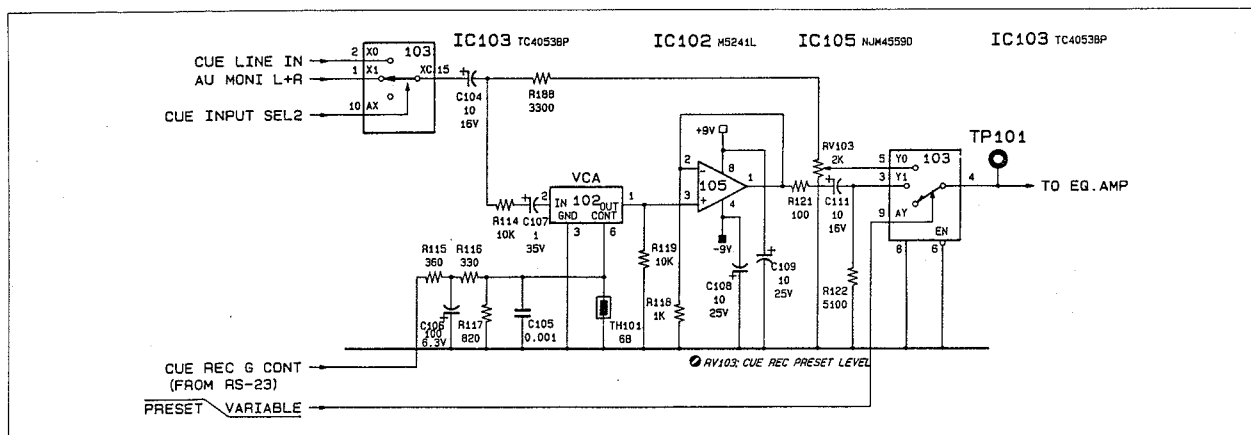 IC103 TC4053BP IC102 M5241L IC105 NJM4559D IC103 TC4053BP
CUE LINE IN 2 X0 103
AU MONI L+R 1 X1 XC 15
CUE INPUT SEL2 10 AX
C104
10
16V
R188
3300
+9V
RV103
2K
TP101
2 8 1
105
3 4
-9V
5 Y0 103
3 Y1 4
9 AY
EN
8 6
TO EQ.AMP
R121
100
C111
10
16V
VCA
2 IN 102 OUT 1
GND CONT
3 6
R114
10K
C107
1
35V
R119
10K
R115
360
R116
330
C108
10
25V
C109
10
25V
R122
5100
C106
100
6.3V
R117
820
C105
0.001
TH101
6B
R118
1K
RV103; CUE REC PRESET LEVEL
CUE REC G CONT
(FROM RS-23)
PRESET VARIABLE